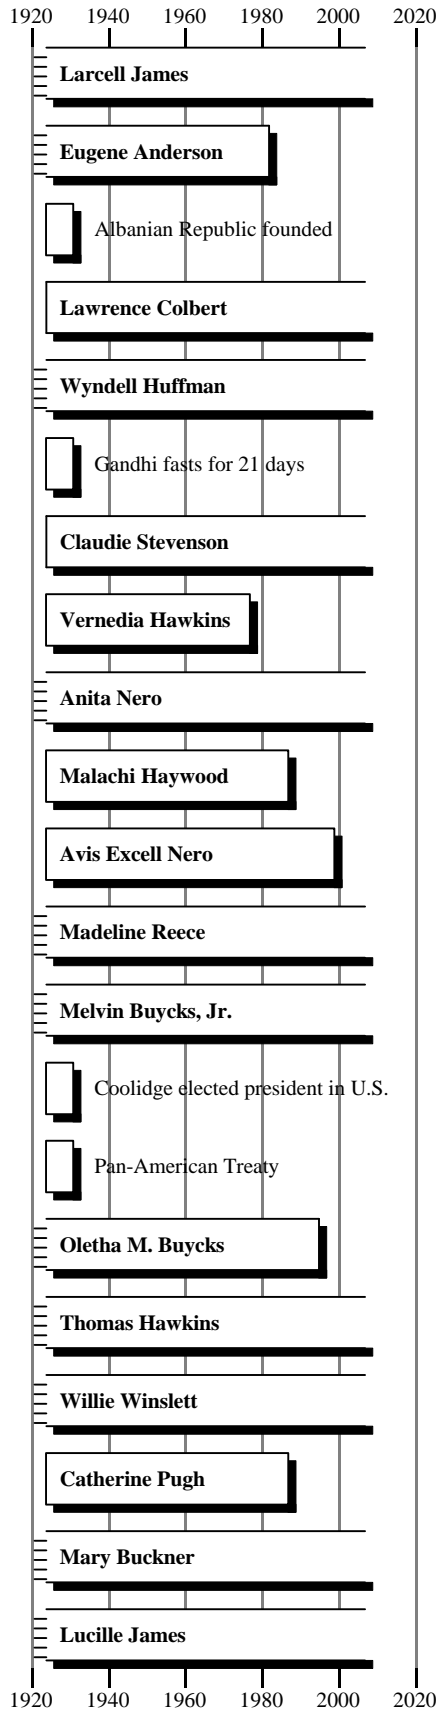 1920 1940 1960 1980 2000 2020
Larcell James
Eugene Anderson
Albanian Republic founded
Lawrence Colbert
Wyndell Huffman
Gandhi fasts for 21 days
Claudie Stevenson
Vernedia Hawkins
Anita Nero
Malachi Haywood
Avis Excell Nero
Madeline Reece
Melvin Buycks, Jr.
Coolidge elected president in U.S.
Pan-American Treaty
Oletha M. Buycks
Thomas Hawkins
Willie Winslett
Catherine Pugh
Mary Buckner
Lucille James
1920 1940 1960 1980 2000 2020